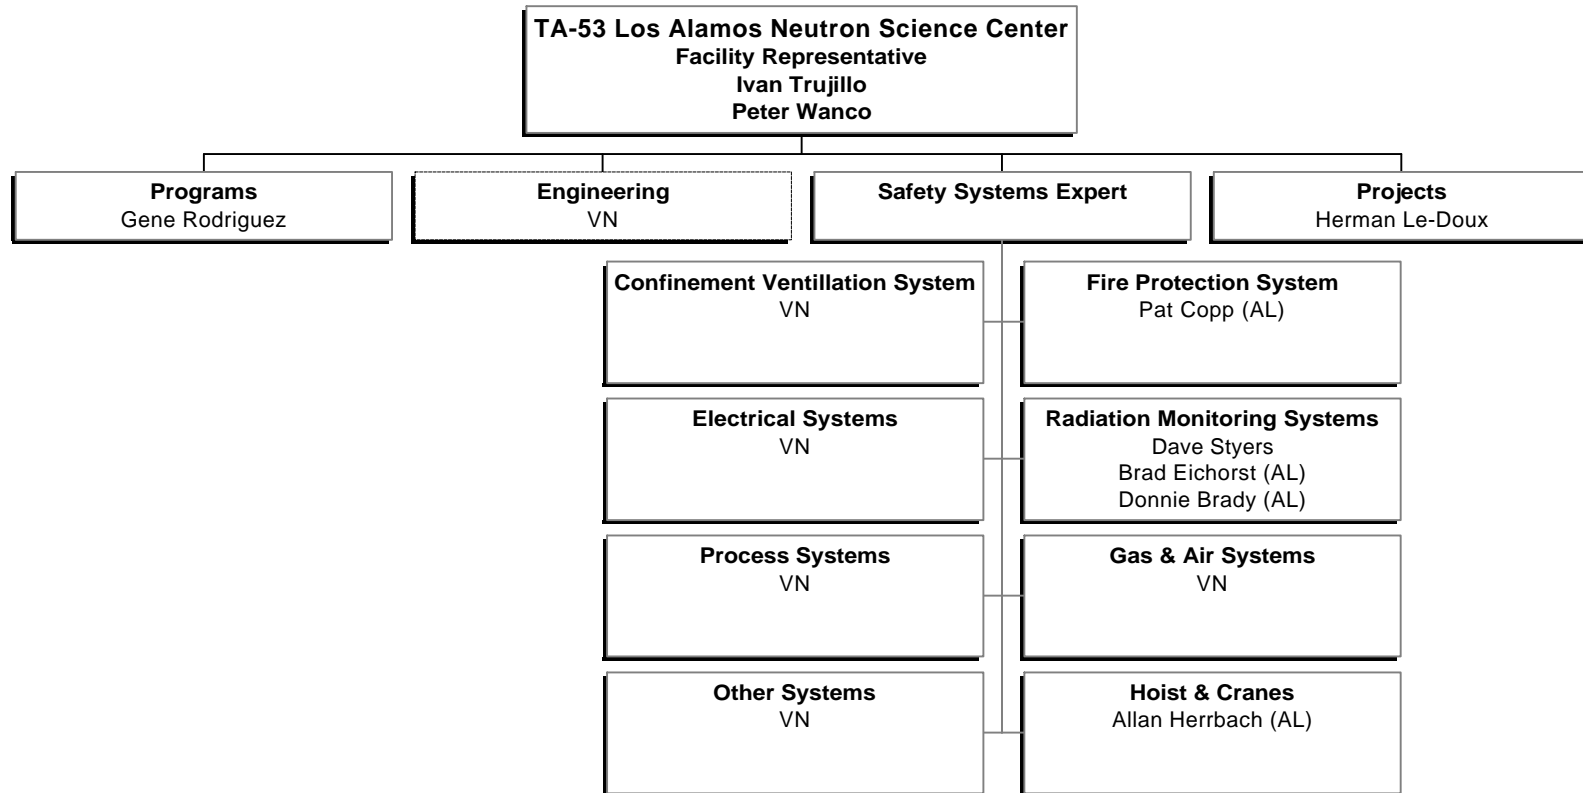 TA-53 Los Alamos Neutron Science Center
Facility Representative
Ivan Trujillo
Peter Wanco
Programs
Gene Rodriguez
Engineering
VN
Safety Systems Expert
Projects
Herman Le-Doux
Confinement Ventillation System
VN
Fire Protection System
Pat Copp (AL)
Electrical Systems
VN
Radiation Monitoring Systems
Dave Styers
Brad Eichorst (AL)
Donnie Brady (AL)
Process Systems
VN
Gas & Air Systems
VN
Other Systems
VN
Hoist & Cranes
Allan Herrbach (AL)